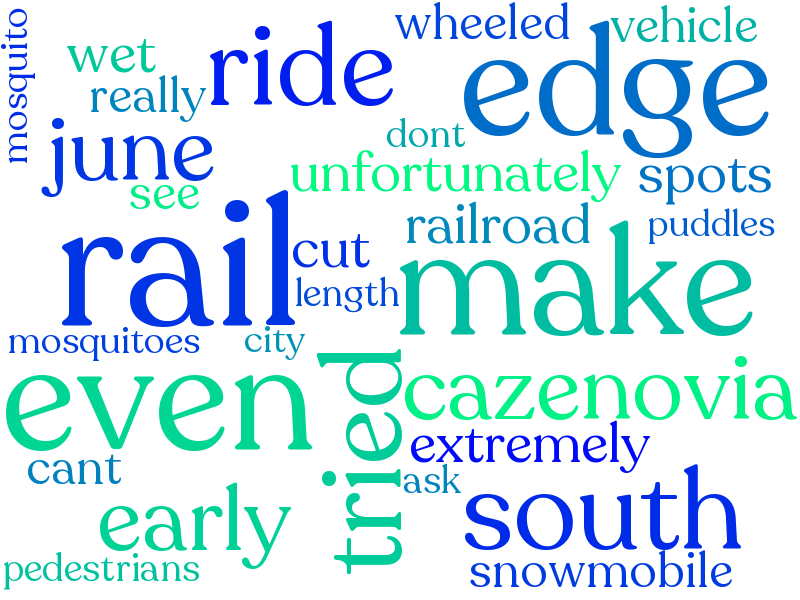 mosquito
wheeled
vehicle
wet
ride
edge
really
june
dont
see
unfortunately
spots
rail
railroad
puddles
cut
make
length
mosquitoes
city
even
tried
cazenovia
extremely
cant
ask
early
south
pedestrians
snowmobile